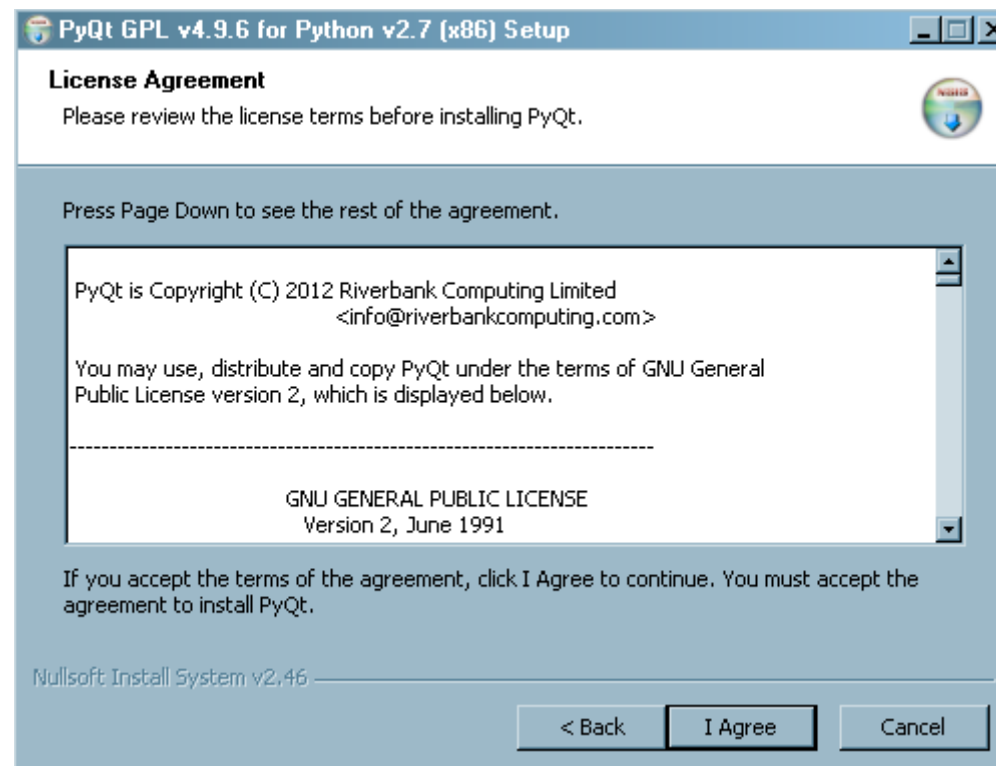 PyQt GPL v4.9.6 for Python v2.7 (x86) Setup
License Agreement
Please review the license terms before installing PyQt.
Press Page Down to see the rest of the agreement.
PyQt is Copyright (C) 2012 Riverbank Computing Limited
<info@riverbankcomputing.com>
You may use, distribute and copy PyQt under the terms of GNU General
Public License version 2, which is displayed below.
--------------------------------------------------------------------------
GNU GENERAL PUBLIC LICENSE
Version 2, June 1991
If you accept the terms of the agreement, click I Agree to continue. You must accept the
agreement to install PyQt.
Nullsoft Install System v2.46
< Back
I Agree
Cancel